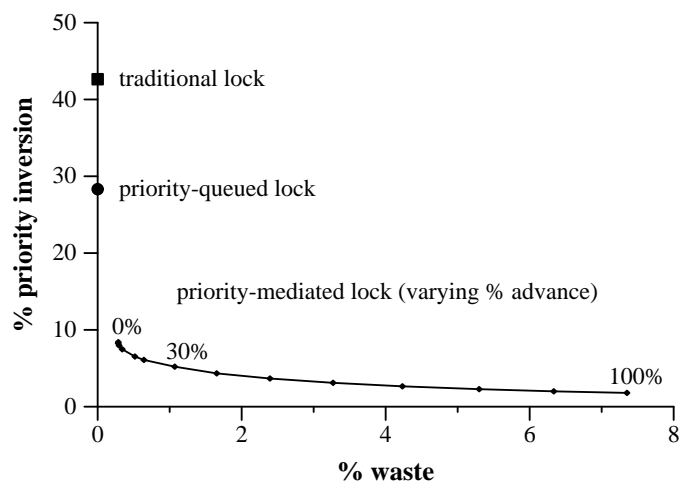 50
traditional lock
40
% priority inversion
30
priority-queued lock
20
priority-mediated lock (varying % advance)
10
0%
30%
100%
0
0
2
4
6
8
% waste